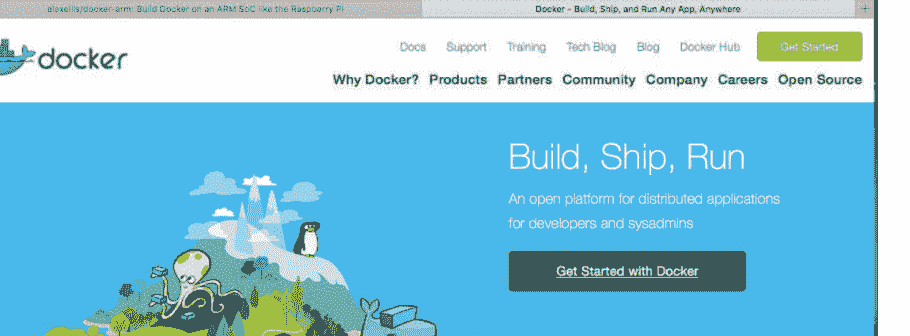 alexellis/docker-arm: Build Docker on an ARM SoC like the Raspberry Pi
Docker - Build, Ship, and Run Any App, Anywhere
+
docker
Docs Support Training Tech Blog Blog Docker Hub Get Started
Why Docker? Products Partners Community Company Careers Open Source
Build, Ship, Run
An open platform for distributed applications
for developers and sysadmins
Get Started with Docker